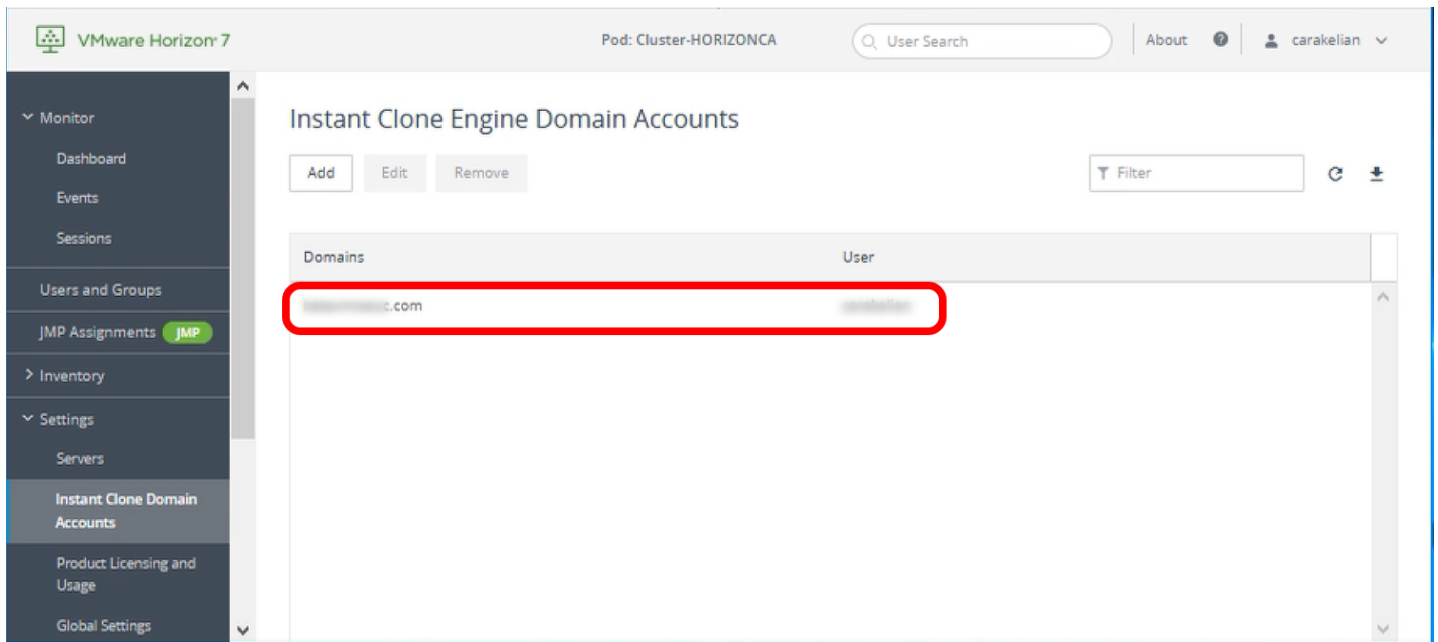 VMware Horizon® 7
Pod: Cluster-HORIZONCA
User Search
About
carakelian
Monitor
Dashboard
Events
Sessions
Users and Groups
JMP Assignments JMP
Inventory
Settings
Servers
Instant Clone Domain
Accounts
Product Licensing and
Usage
Global Settings
Instant Clone Engine Domain Accounts
Add Edit Remove
Filter
Domains User
.com